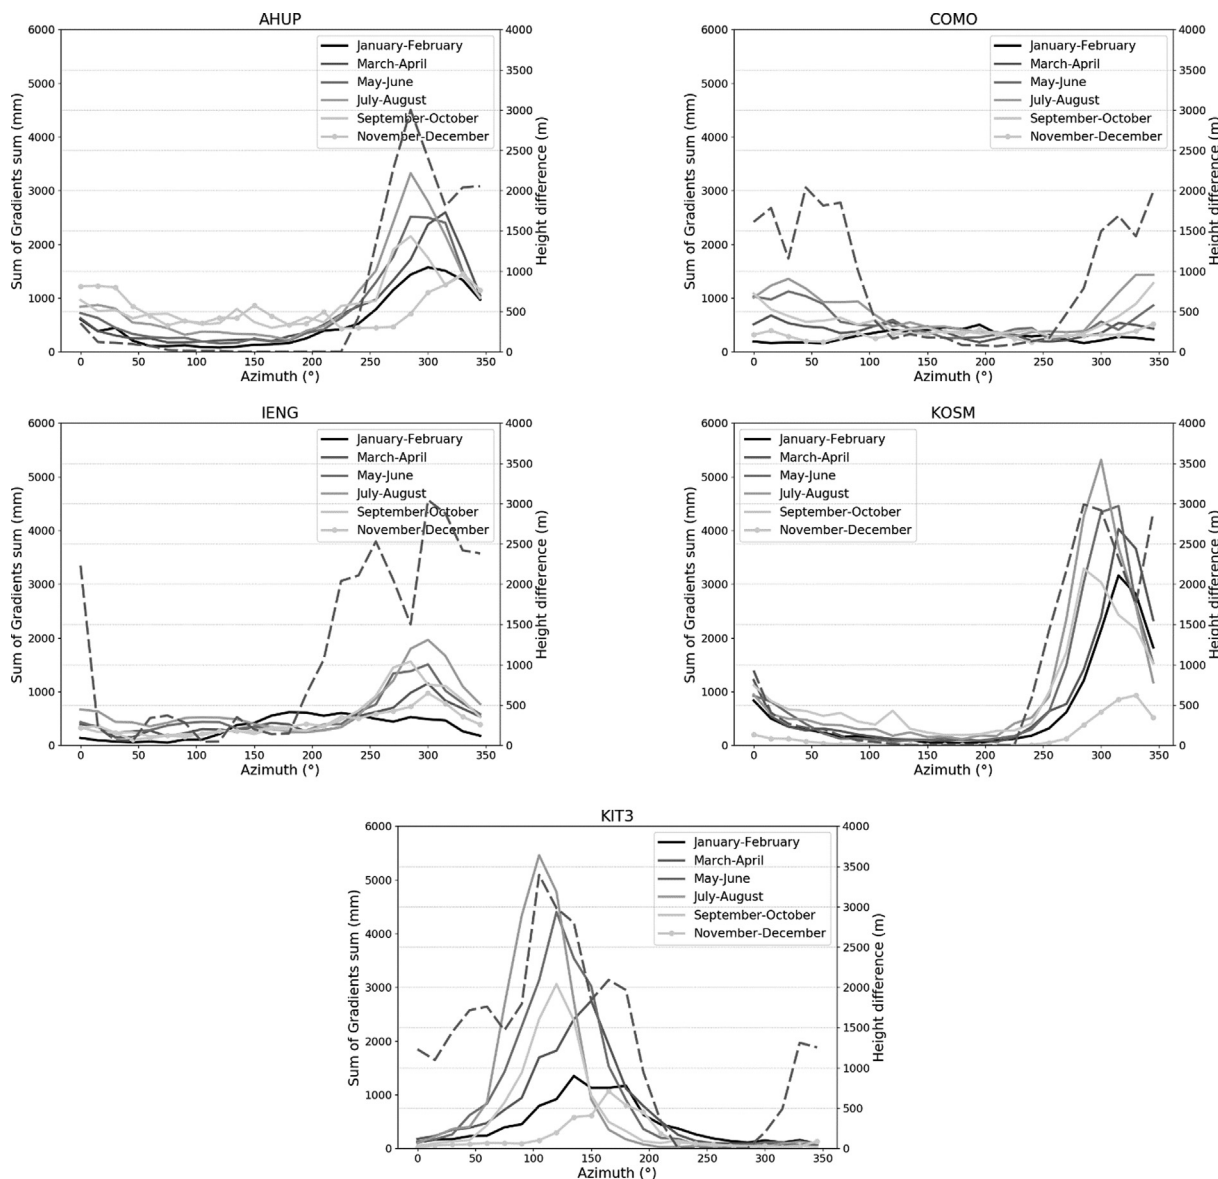 AHUP
6000
5000
4000
3000
2000
1000
0
Sum of Gradients sum (mm)
January-February
March-April
May-June
July-August
September-October
November-December
4000
3500
3000
2500
2000
1500
1000
500
0
Height difference (m)
0 50 100 150 200 250 300 350
Azimuth (°)
COMO
6000
5000
4000
3000
2000
1000
0
Sum of Gradients sum (mm)
January-February
March-April
May-June
July-August
September-October
November-December
4000
3500
3000
2500
2000
1500
1000
500
0
Height difference (m)
0 50 100 150 200 250 300 350
Azimuth (°)
IENG
6000
5000
4000
3000
2000
1000
0
Sum of Gradients sum (mm)
January-February
March-April
May-June
July-August
September-October
November-December
4000
3500
3000
2500
2000
1500
1000
500
0
Height difference (m)
0 50 100 150 200 250 300 350
Azimuth (°)
KOSM
6000
5000
4000
3000
2000
1000
0
Sum of Gradients sum (mm)
January-February
March-April
May-June
July-August
September-October
November-December
4000
3500
3000
2500
2000
1500
1000
500
0
Height difference (m)
0 50 100 150 200 250 300 350
Azimuth (°)
KIT3
6000
5000
4000
3000
2000
1000
0
Sum of Gradients sum (mm)
January-February
March-April
May-June
July-August
September-October
November-December
4000
3500
3000
2500
2000
1500
1000
500
0
Height difference (m)
0 50 100 150 200 250 300 350
Azimuth (°)